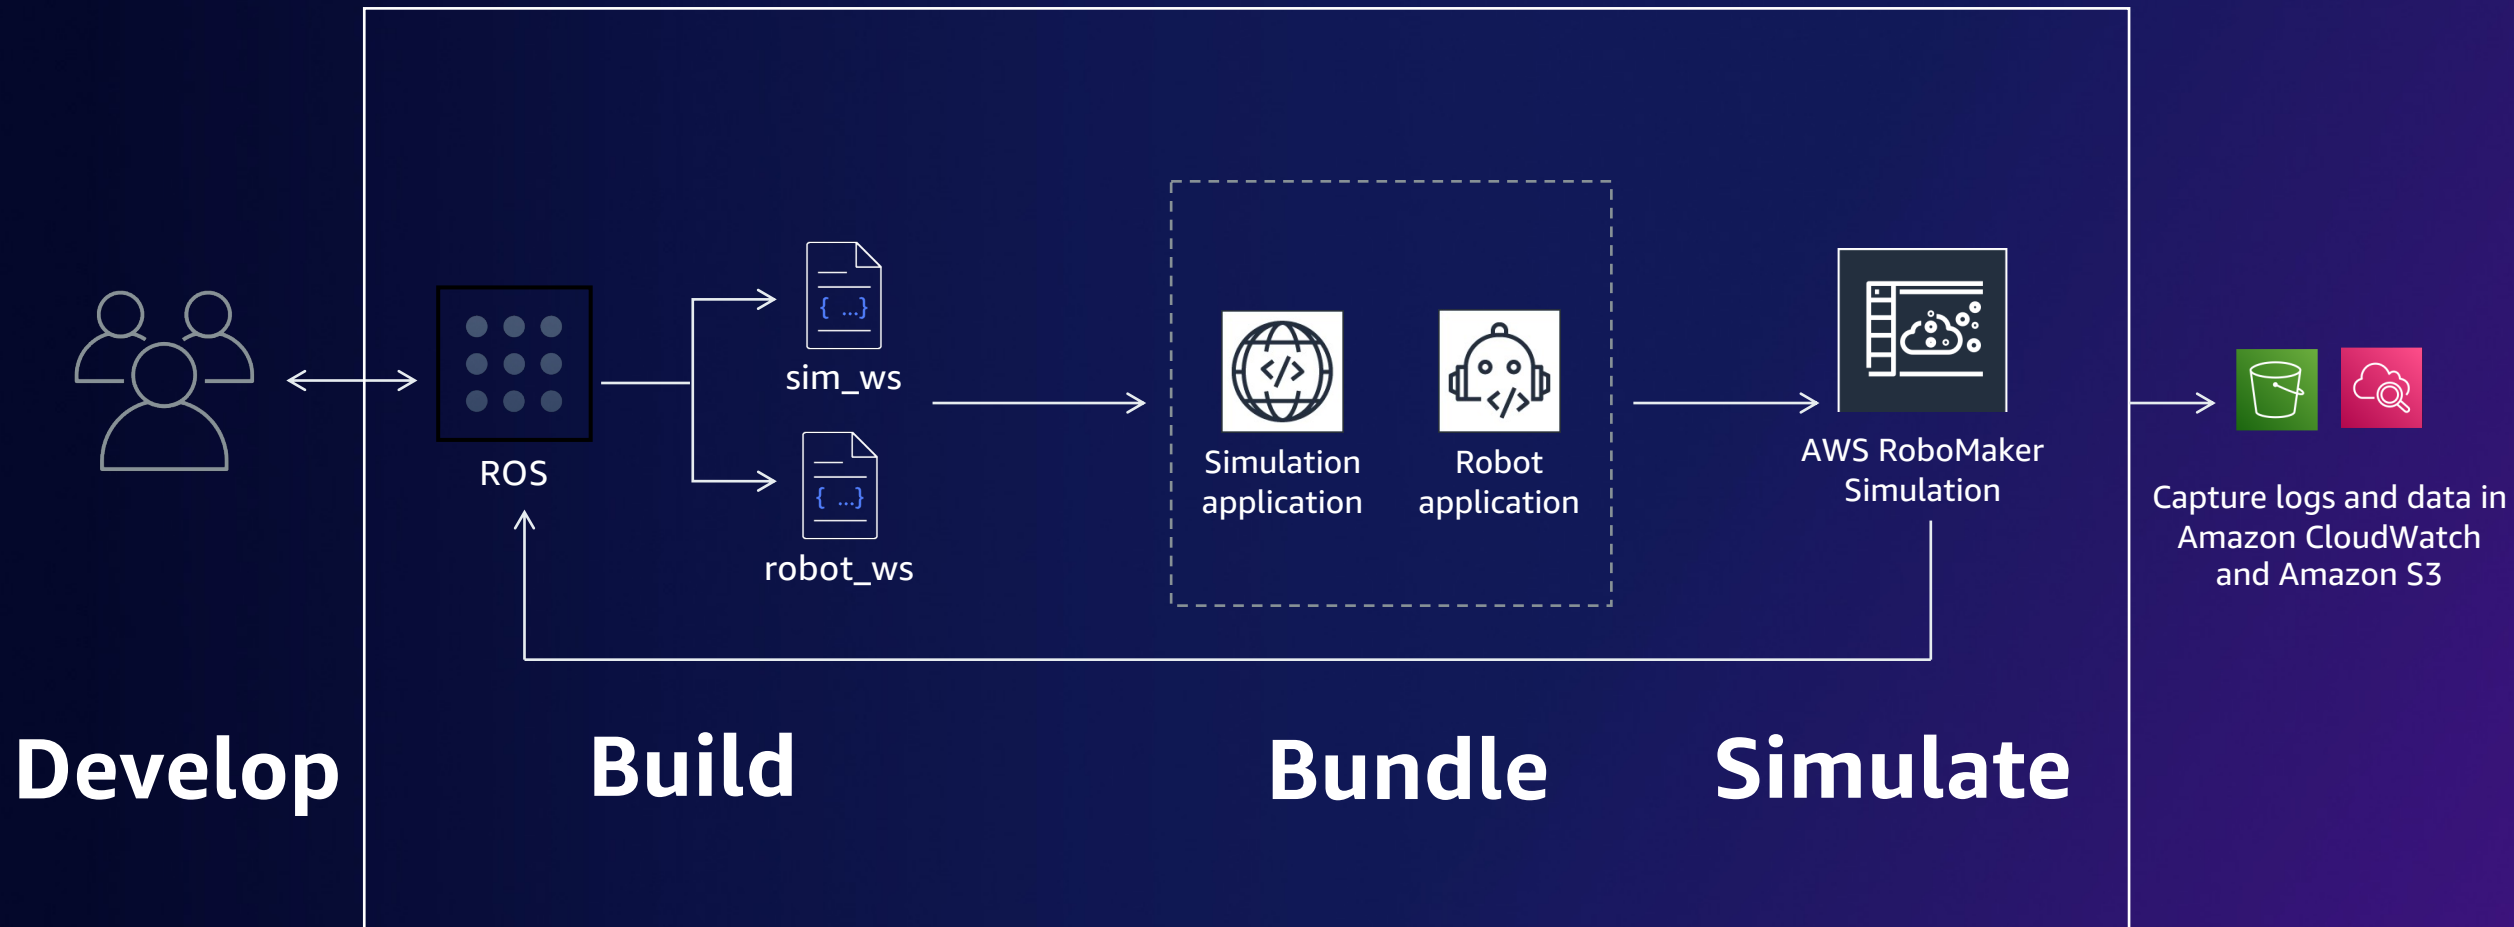 { ...}
sim_ws
{ ...}
robot_ws
ROS
Simulation
application
Robot
application
</>
</>
AWS RoboMaker
Simulation
Capture logs and data in
Amazon CloudWatch
and Amazon S3
Develop
Build
Bundle
Simulate